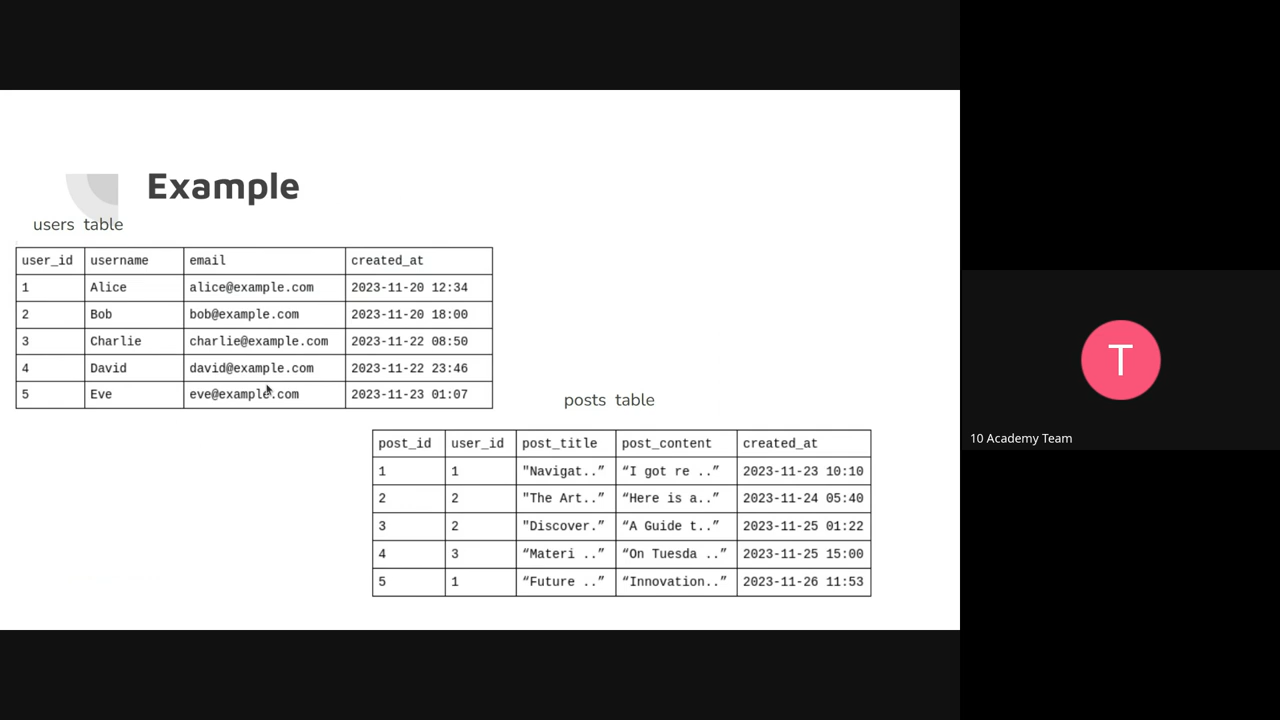 Example
users table
user_id username email created_at
1 Alice alice@example.com 2023-11-20 12:34
2 Bob bob@example.com 2023-11-20 18:00
3 Charlie charlie@example.com 2023-11-22 08:50
4 David david@example.com 2023-11-22 23:46
5 Eve eve@example.com 2023-11-23 01:07
posts table
post_id user_id post_title post_content created_at
1 1 "Navigat..” “I got re ..” 2023-11-23 10:10
2 2 "The Art..” “Here is a..” 2023-11-24 05:40
3 2 "Discover.” “A Guide t..” 2023-11-25 01:22
4 3 “Materi ..” “On Tuesda ..” 2023-11-25 15:00
5 1 “Future ..” “Innovation..” 2023-11-26 11:53
T
10 Academy Team